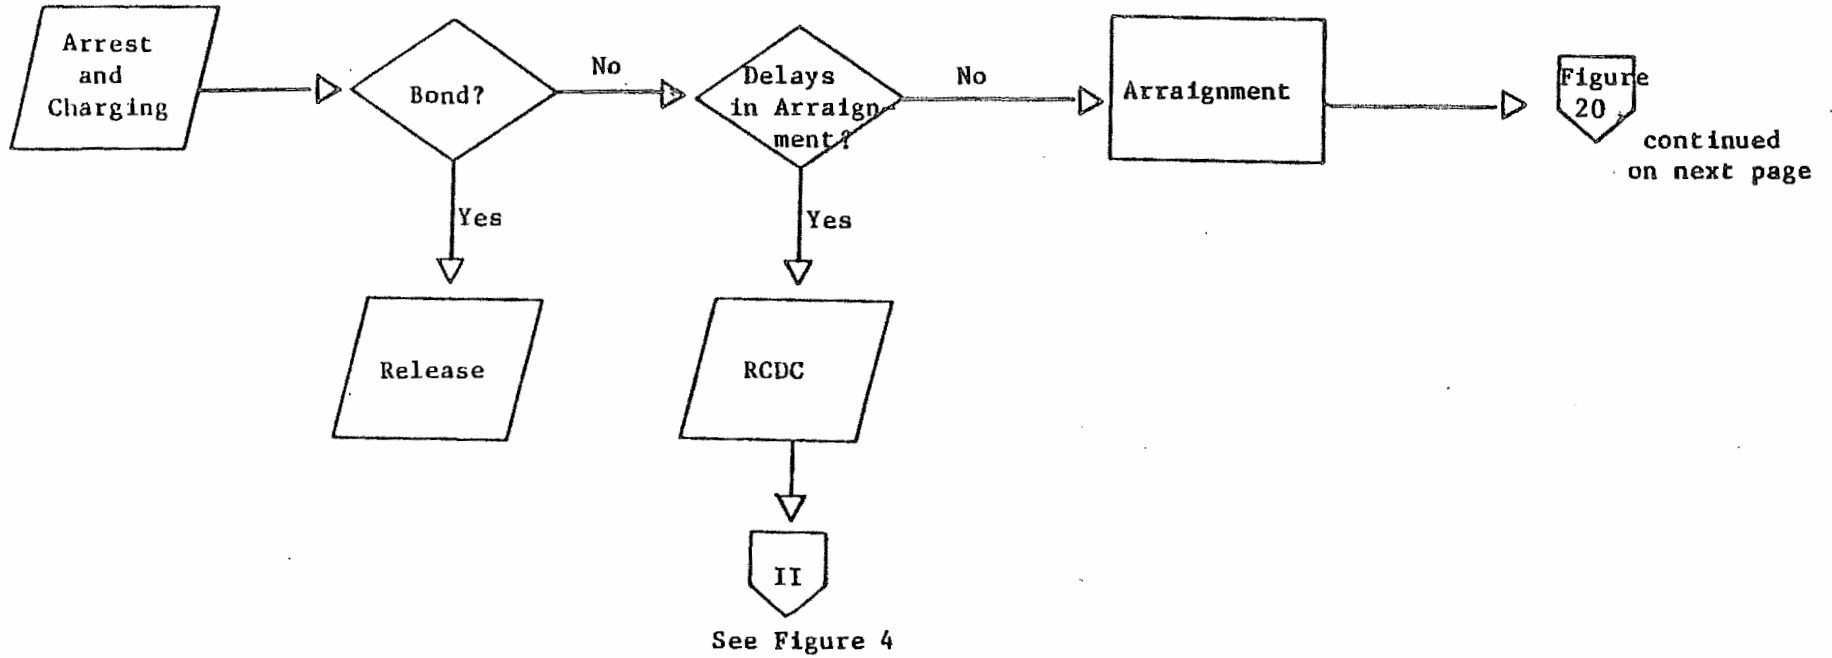 Arrest
and
Charging
Bond?
No
Delays
in Arraign
ment?
No
Arraignment
Figure
20
continued
on next page
Yes
Yes
Release
RCDC
II
See Figure 4